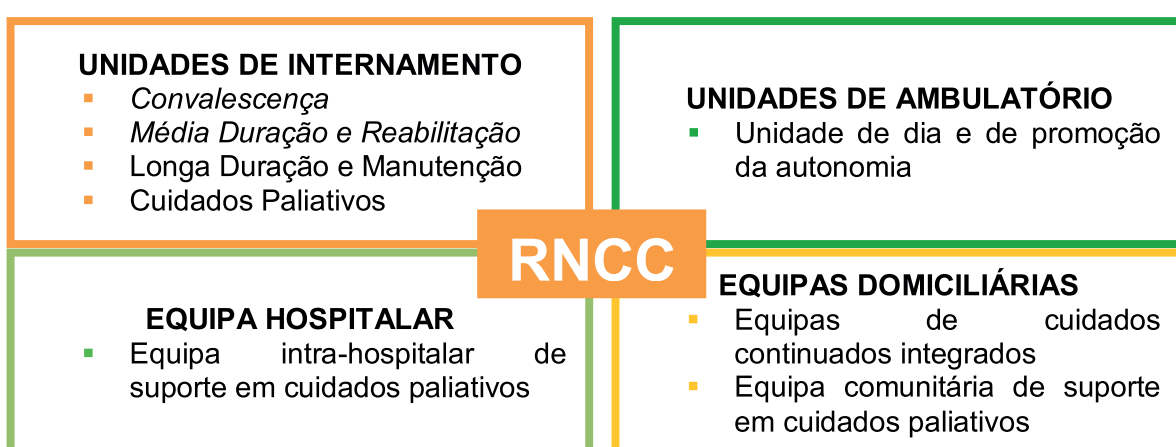 UNIDADES DE INTERNAMENTO
▪ Convalescença
▪ Média Duração e Reabilitação
▪ Longa Duração e Manutenção
▪ Cuidados Paliativos
UNIDADES DE AMBULATÓRIO
▪ Unidade de dia e de promoção
da autonomia
RNCC
EQUIPA HOSPITALAR
▪ Equipa intra-hospitalar de
suporte em cuidados paliativos
EQUIPAS DOMICILIÁRIAS
▪ Equipas de cuidados
continuados integrados
▪ Equipa comunitária de suporte
em cuidados paliativos